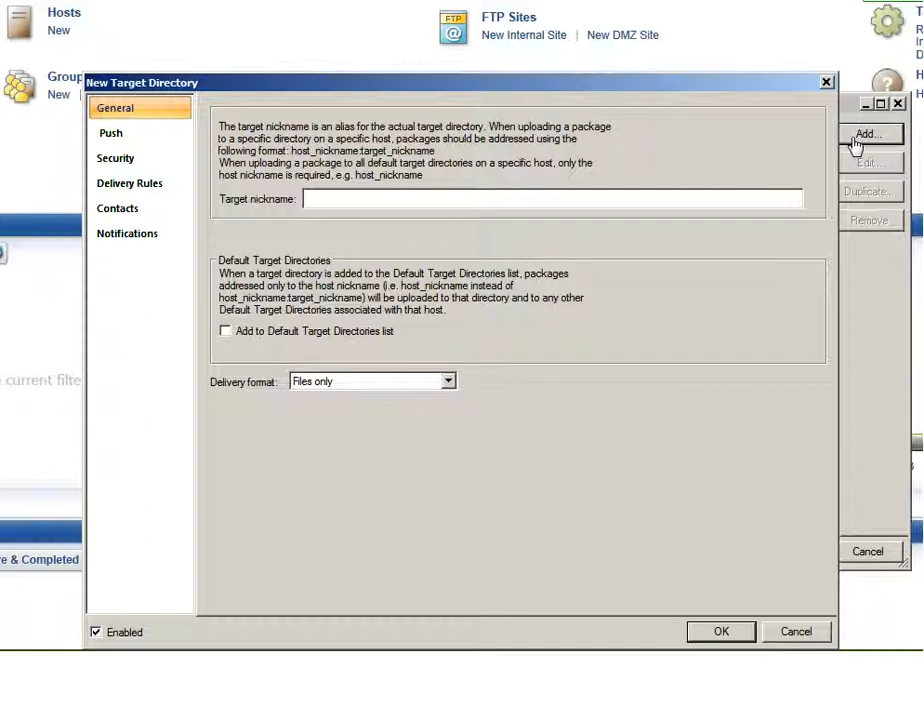 Hosts
New
FTP
@
FTP Sites
New Internal Site | New DMZ Site
New |
New Target Directory
General
Push
Security
Delivery Rules
Contacts
Notifications
The target nickname is an alias for the actual target directory. When uploading a package
to a specific directory on a specific host, packages should be addressed using the
following format: host_nickname:target_nickname
When uploading a package to all default target directories on a specific host, only the
host nickname is required, e.g. host_nickname
Target nickname:
Default Target Directories
When a target directory is added to the Default Target Directories list, packages
addressed only to the host nickname (i.e. host_nickname instead of
host_nickname:target_nickname) will be uploaded to that directory and to any other
Default Target Directories associated with that host.
Add to Default Target Directories list
Delivery format: Files only
Enabled
OK
Cancel
Add...
Edit...
Duplicate...
Remove
Cancel
current filte
e & Completed